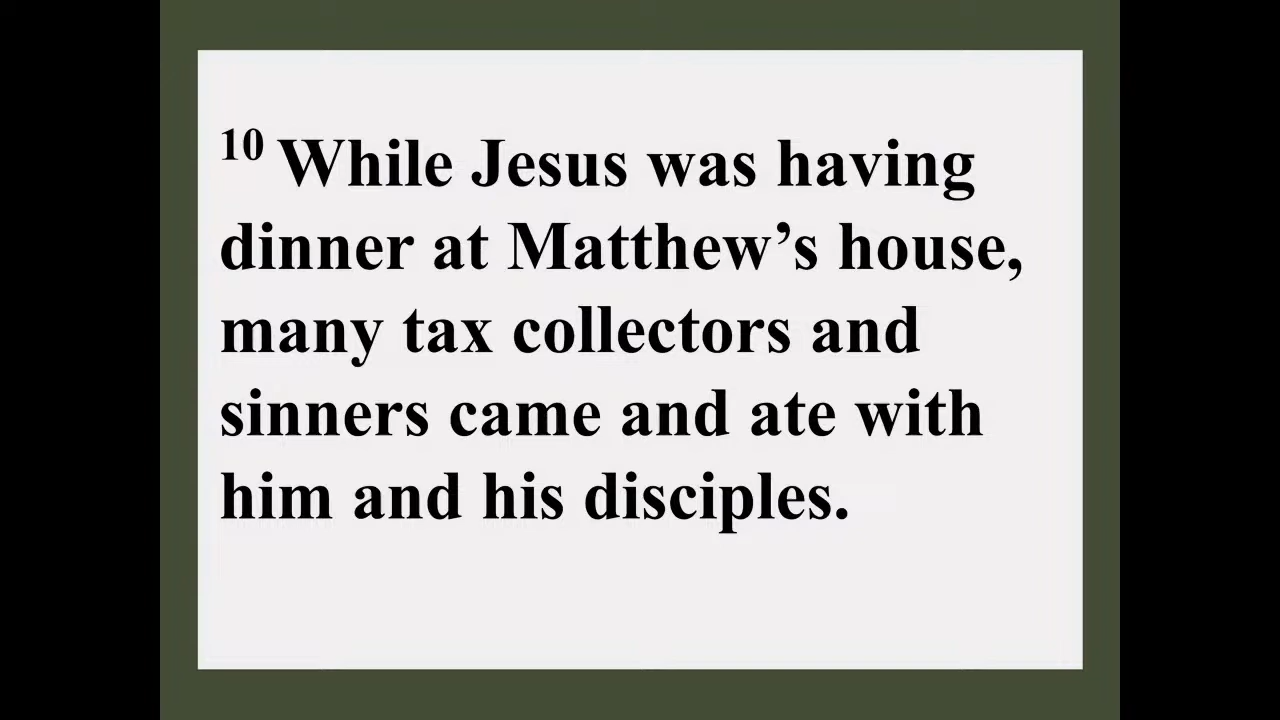 10 While Jesus was having
dinner at Matthew’s house,
many tax collectors and
sinners came and ate with
him and his disciples.